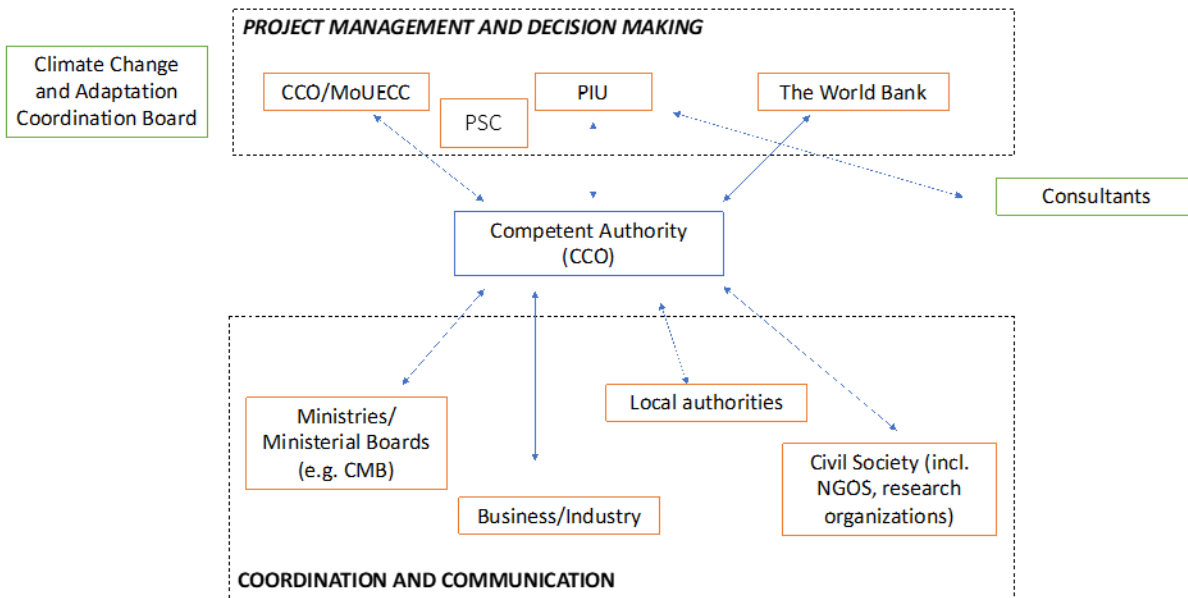 PROJECT MANAGEMENT AND DECISION MAKING
Climate Change
and Adaptation
Coordination Board
CCO/MoUECC
PSC
PIU
The World Bank
Consultants
Competent Authority
(CCO)
Ministries/
Ministerial Boards
(e.g. CMB)
Business/Industry
Local authorities
Civil Society (incl.
NGOS, research
organizations)
COORDINATION AND COMMUNICATION